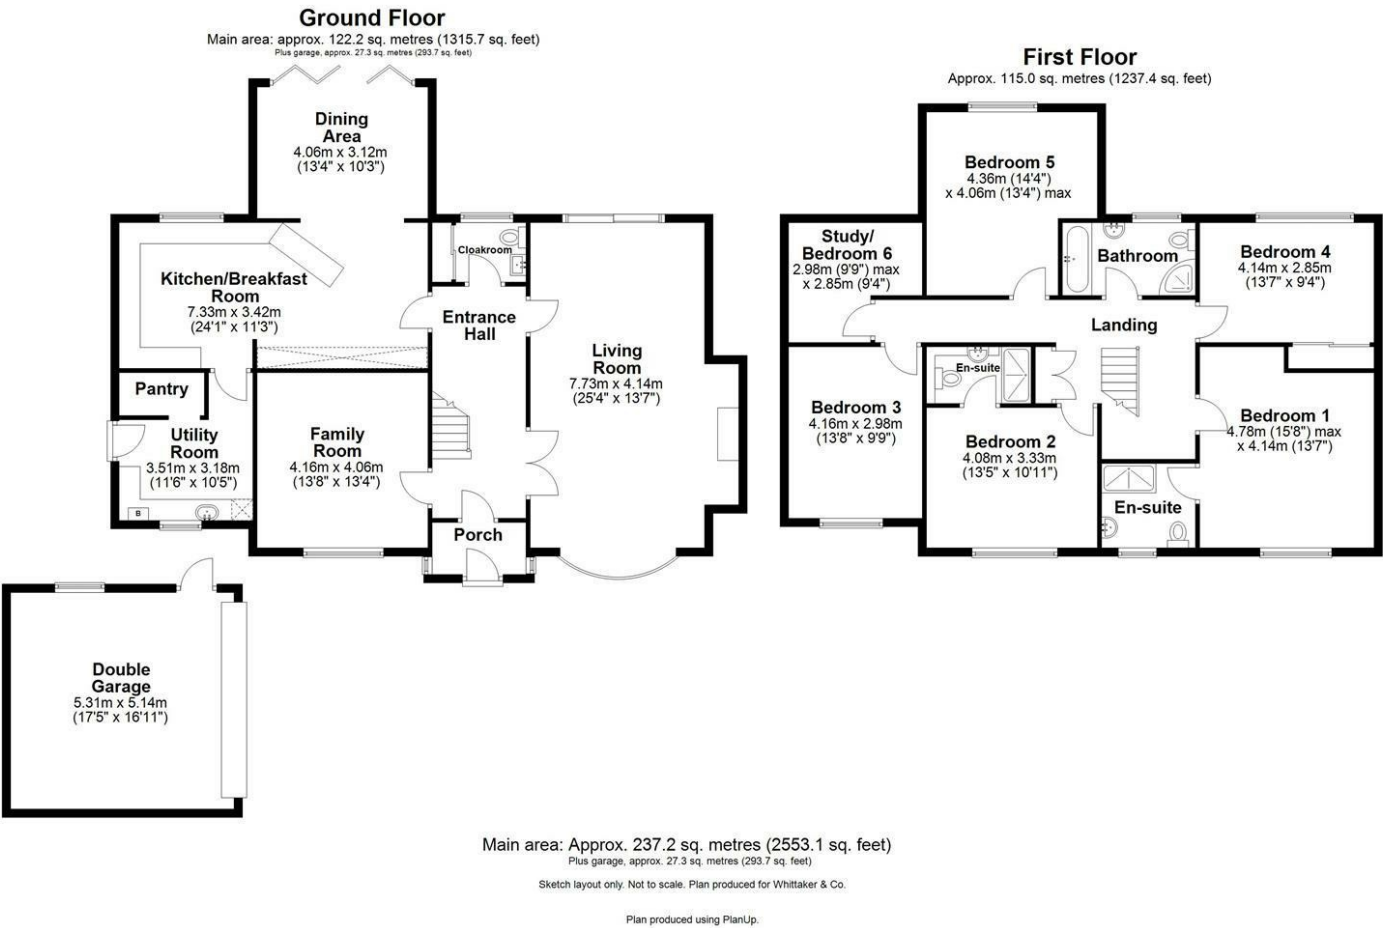 Ground Floor
Main area: approx. 122.2 sq. metres (1315.7 sq. feet)
Plus garage, approx. 27.3 sq. metres (293.7 sq. feet)
Dining
Area
4.06m x 3.12m
(13'4" x 10'3")
Cloakroom
Kitchen/Breakfast
Room
7.33m x 3.42m
(24'1" x 11'3")
Entrance
Hall
Living
Room
7.73m x 4.14m
(25'4" x 13'7")
Pantry
Utility
Room
3.51m x 3.18m
(11'6" x 10'5")
B
Family
Room
4.16m x 4.06m
(13'8" x 13'4")
Porch
Double
Garage
5.31m x 5.14m
(17'5" x 16'11")
First Floor
Approx. 115.0 sq. metres (1237.4 sq. feet)
Bedroom 5
4.36m (14'4")
x 4.06m (13'4") max
Study/
Bedroom 6
2.98m (9'9") max
x 2.85m (9'4")
Bathroom
Bedroom 4
4.14m x 2.85m
(13'7" x 9'4")
Landing
En-suite
Bedroom 3
4.16m x 2.98m
(13'8" x 9'9")
Bedroom 2
4.08m x 3.33m
(13'5" x 10'11")
Bedroom 1
4.78m (15'8") max
x 4.14m (13'7")
En-suite
Main area: Approx. 237.2 sq. metres (2553.1 sq. feet)
Plus garage, approx. 27.3 sq. metres (293.7 sq. feet)
Sketch layout only. Not to scale. Plan produced for Whittaker & Co.
Plan produced using PlanUp.